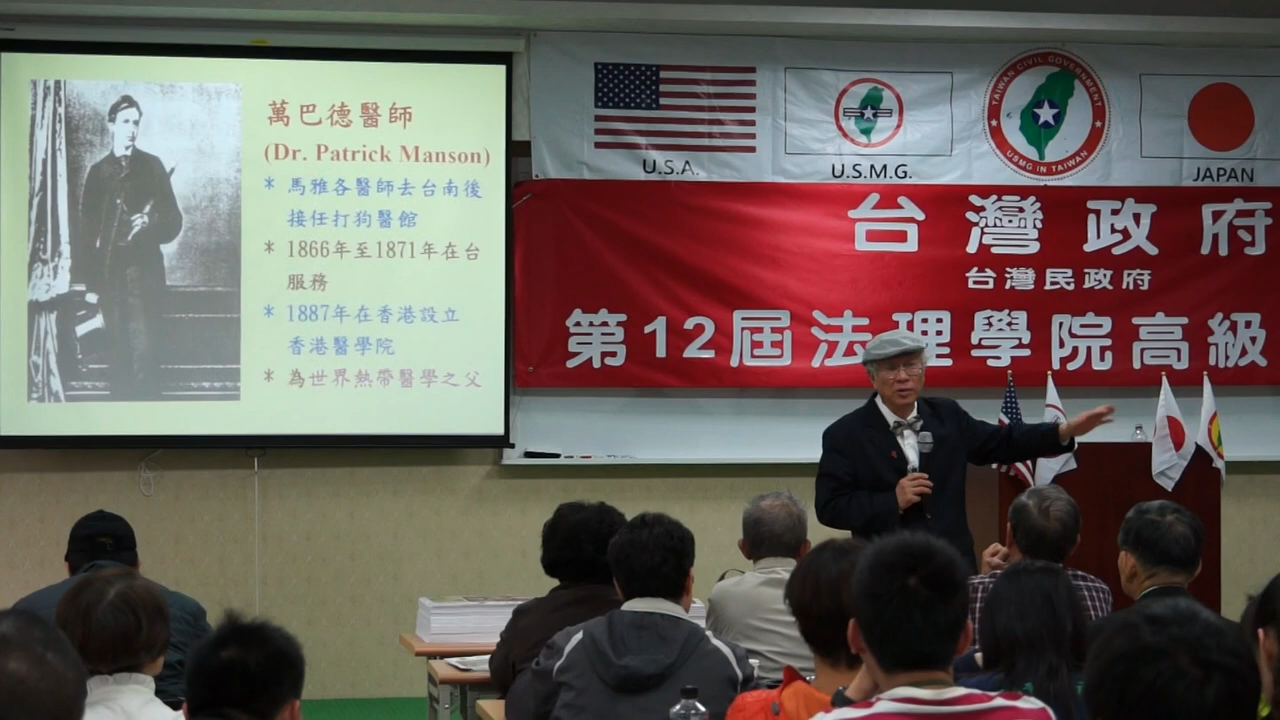 萬巴德醫師
(Dr. Patrick Manson)
* 馬雅各醫師去台南後
接任打狗醫館
* 1866年至1871年在台
服務
* 1887年在香港設立
香港醫學院
* 為世界熱帶醫學之父
U.S.A.
U.S.M.G.
TAIWAN CIVIL GOVERNMENT
USMG IN TAIWAN
JAPAN
台灣政府
台灣民政府
第12屆法理學院高級